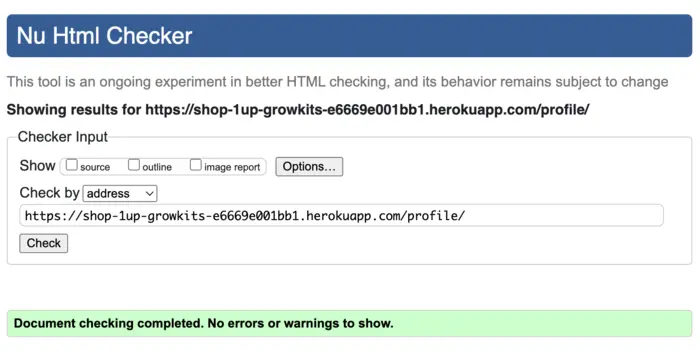 Nu Html Checker
This tool is an ongoing experiment in better HTML checking, and its behavior remains subject to change
Showing results for https://shop-1up-growkits-e6669e001bb1.herokuapp.com/profile/
Checker Input
Show source outline image report Options...
Check by address
https://shop-1up-growkits-e6669e001bb1.herokuapp.com/profile/
Check
Document checking completed. No errors or warnings to show.